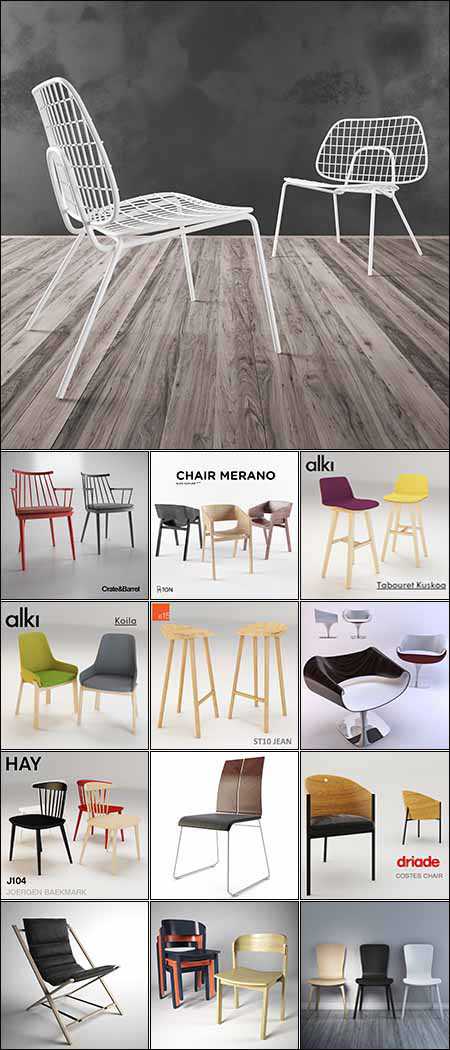 CHAIR MERANO
alki
Crate&Barrel
TON
Tabouret Kuskoa
alki
Koila
e15
ST10 JEAN
HAY
J104
JOERGEN BAEKMARK
driade
COSTES CHAIR